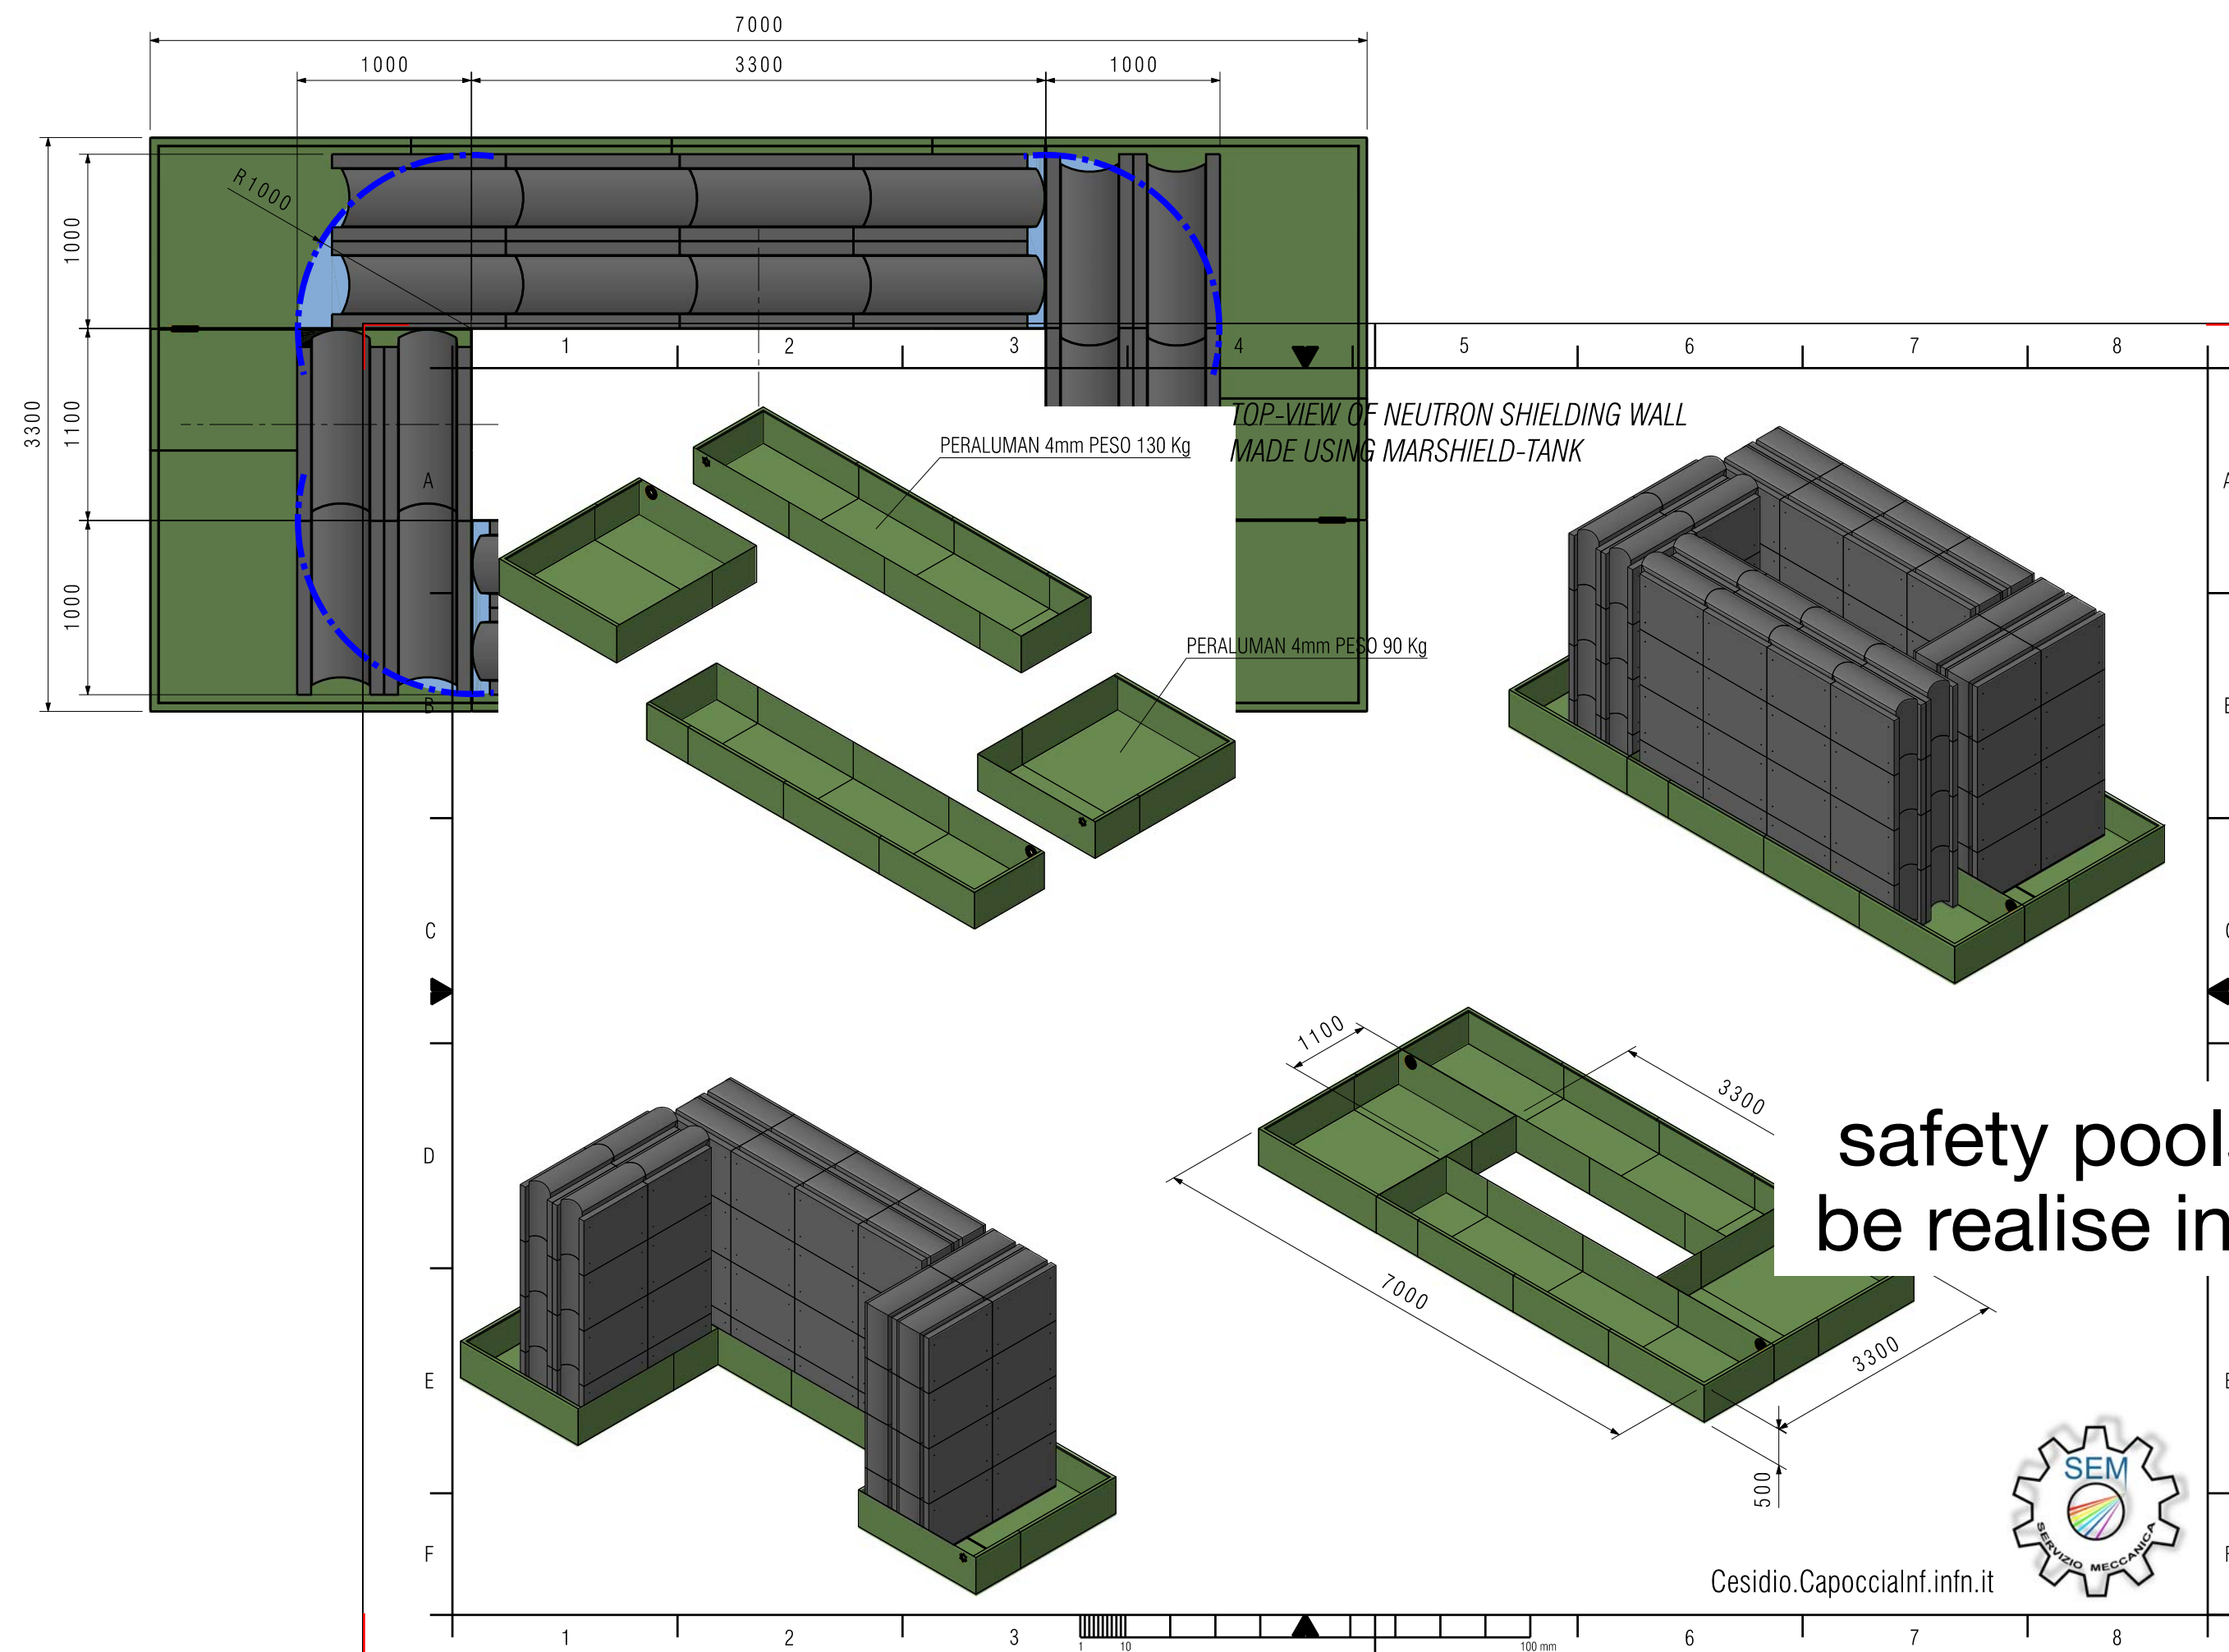 7000
1000
3300
1000
R1000
1000
3300
1100
1000
1
2
3
4
5
6
7
8
TOP-VIEW OF NEUTRON SHIELDING WALL
MADE USING MARSHIELD-TANK
PERALUMAN 4mm PESO 130 Kg
A
PERALUMAN 4mm PESO 90 Kg
B
C
1100
3300
D
safety pool
be realise in
7000
3300
E
500
SEM
SERVIZIO MECCANICA
F
Cesidio.Capoccialnf.infn.it
1
2
3
6
7
8
1
10
100 mm